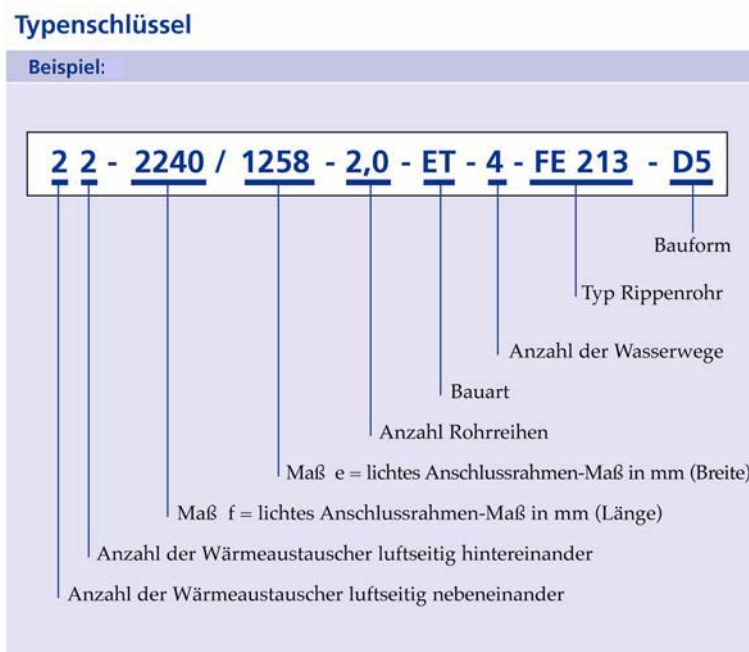 Typenschlüssel
Beispiel:
2 2 - 2240 / 1258 - 2,0 - ET - 4 - FE 213 - D5
Bauform
Typ Rippenrohr
Anzahl der Wasserwege
Bauart
Anzahl Rohrreihen
Maß e = lichtes Anschlussrahmen-Maß in mm (Breite)
Maß f = lichtes Anschlussrahmen-Maß in mm (Länge)
Anzahl der Wärmeaustauscher luftseitig hintereinander
Anzahl der Wärmeaustauscher luftseitig nebeneinander